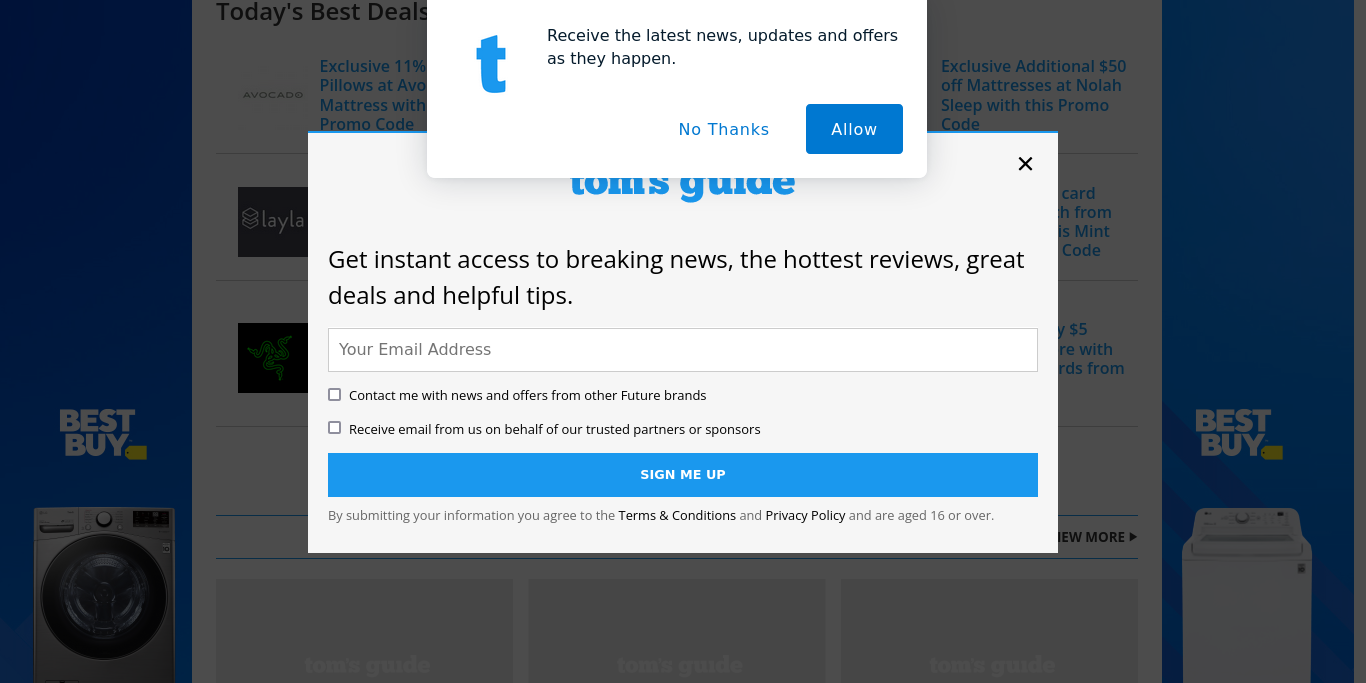 Today's Best Deals
Receive the latest news, updates and offers
as they happen.
No Thanks
Allow
AVOCADO
Exclusive 11%
Pillows at Avo
Mattress with
Promo Code
Exclusive Additional $50
off Mattresses at Nolah
Sleep with this Promo
Code
tom's guide
layla
card
h from
is Mint
Code
Get instant access to breaking news, the hottest reviews, great
deals and helpful tips.
Your Email Address
y $5
re with
rds from
Contact me with news and offers from other Future brands
Receive email from us on behalf of our trusted partners or sponsors
SIGN ME UP
By submitting your information you agree to the Terms & Conditions and Privacy Policy and are aged 16 or over.
IEW MORE
BEST
BUY
BEST
BUY
tom's guide
tom's guide
tom's guide